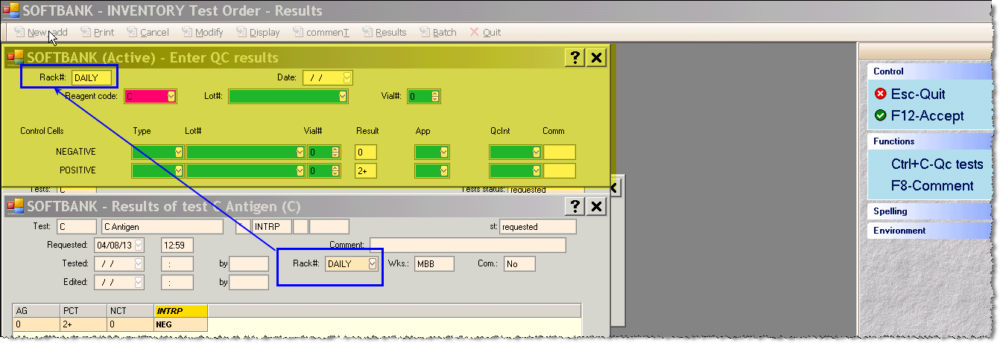 SOFTBANK - INVENTORY Test Order - Results
New/add Print Cancel Modify Display commenT Results Batch Quit
SOFTBANK (Active) - Enter QC results
Rack#: DAILY Date: / /
Reagent code: C Lot#: Vial#: 0
Control Cells Type Lot# Vial# Result App QcInt Comm
NEGATIVE 0 0
POSITIVE 0 2+
Tests: C Tests status: requested
SOFTBANK - Results of test C Antigen (C)
Test: C C Antigen INTRP st: requested
Requested: 04/08/13 12:59 Comment:
Tested: / / : by Rack#: DAILY Wks.: MBB Com.: No
Edited: / / : by
AG PCT NCT INTRP
0 2+ 0 NEG
Control
Esc-Quit
F12-Accept
Functions
Ctrl+C-Qc tests
F8-Comment
Spelling
Environment